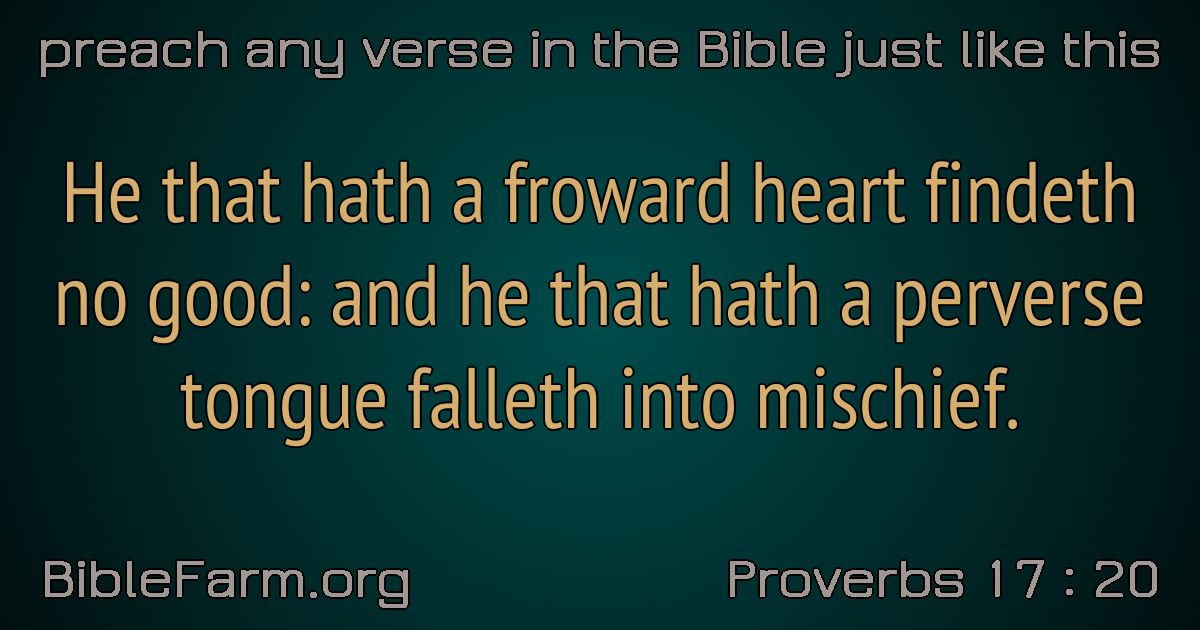 preach any verse in the Bible just like this
He that hath a froward heart findeth
no good: and he that hath a perverse
tongue falleth into mischief.
BibleFarm.org
Proverbs 17 : 20